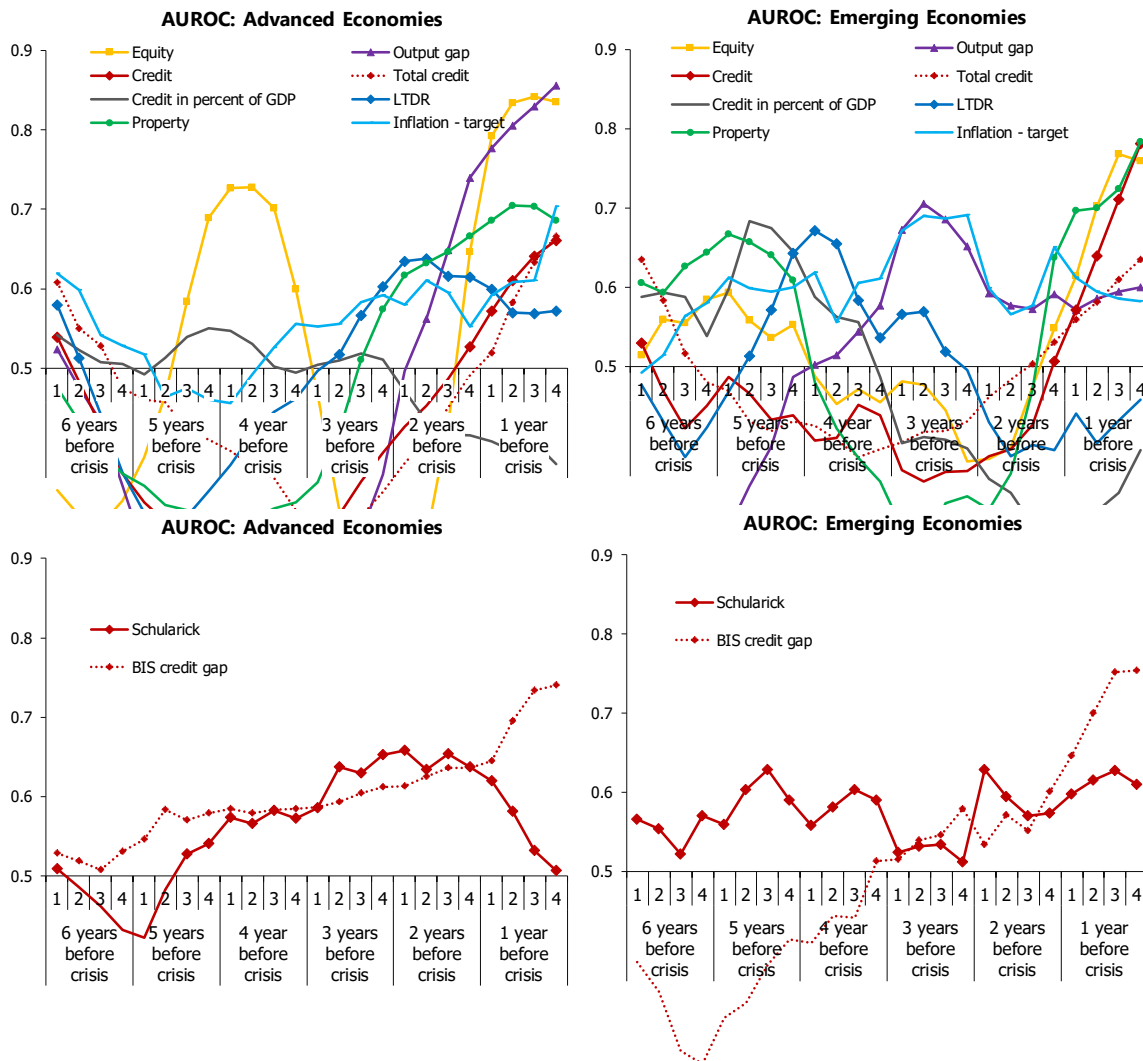 AUROC: Advanced Economies
0.9
0.8
0.7
0.6
0.5
Equity
Output gap
Credit
Total credit
Credit in percent of GDP
LTDR
Property
Inflation - target
1 2 3 4 1 2 3 4 1 2 3 4 1 2 3 4 1 2 3 4 1 2 3 4
6 years before crisis
5 years before crisis
4 year before crisis
3 years before crisis
2 years before crisis
1 year before crisis
AUROC: Emerging Economies
0.9
0.8
0.7
0.6
0.5
Equity
Output gap
Credit
Total credit
Credit in percent of GDP
LTDR
Property
Inflation - target
1 2 3 4 1 2 3 4 1 2 3 4 1 2 3 4 1 2 3 4 1 2 3 4
6 years before crisis
5 years before crisis
4 year before crisis
3 years before crisis
2 years before crisis
1 year before crisis
AUROC: Advanced Economies
0.9
0.8
0.7
0.6
0.5
Schularick
BIS credit gap
1 2 3 4 1 2 3 4 1 2 3 4 1 2 3 4 1 2 3 4 1 2 3 4
6 years before crisis
5 years before crisis
4 year before crisis
3 years before crisis
2 years before crisis
1 year before crisis
AUROC: Emerging Economies
0.9
0.8
0.7
0.6
0.5
Schularick
BIS credit gap
1 2 3 4 1 2 3 4 1 2 3 4 1 2 3 4 1 2 3 4 1 2 3 4
6 years before crisis
5 years before crisis
4 year before crisis
3 years before crisis
2 years before crisis
1 year before crisis